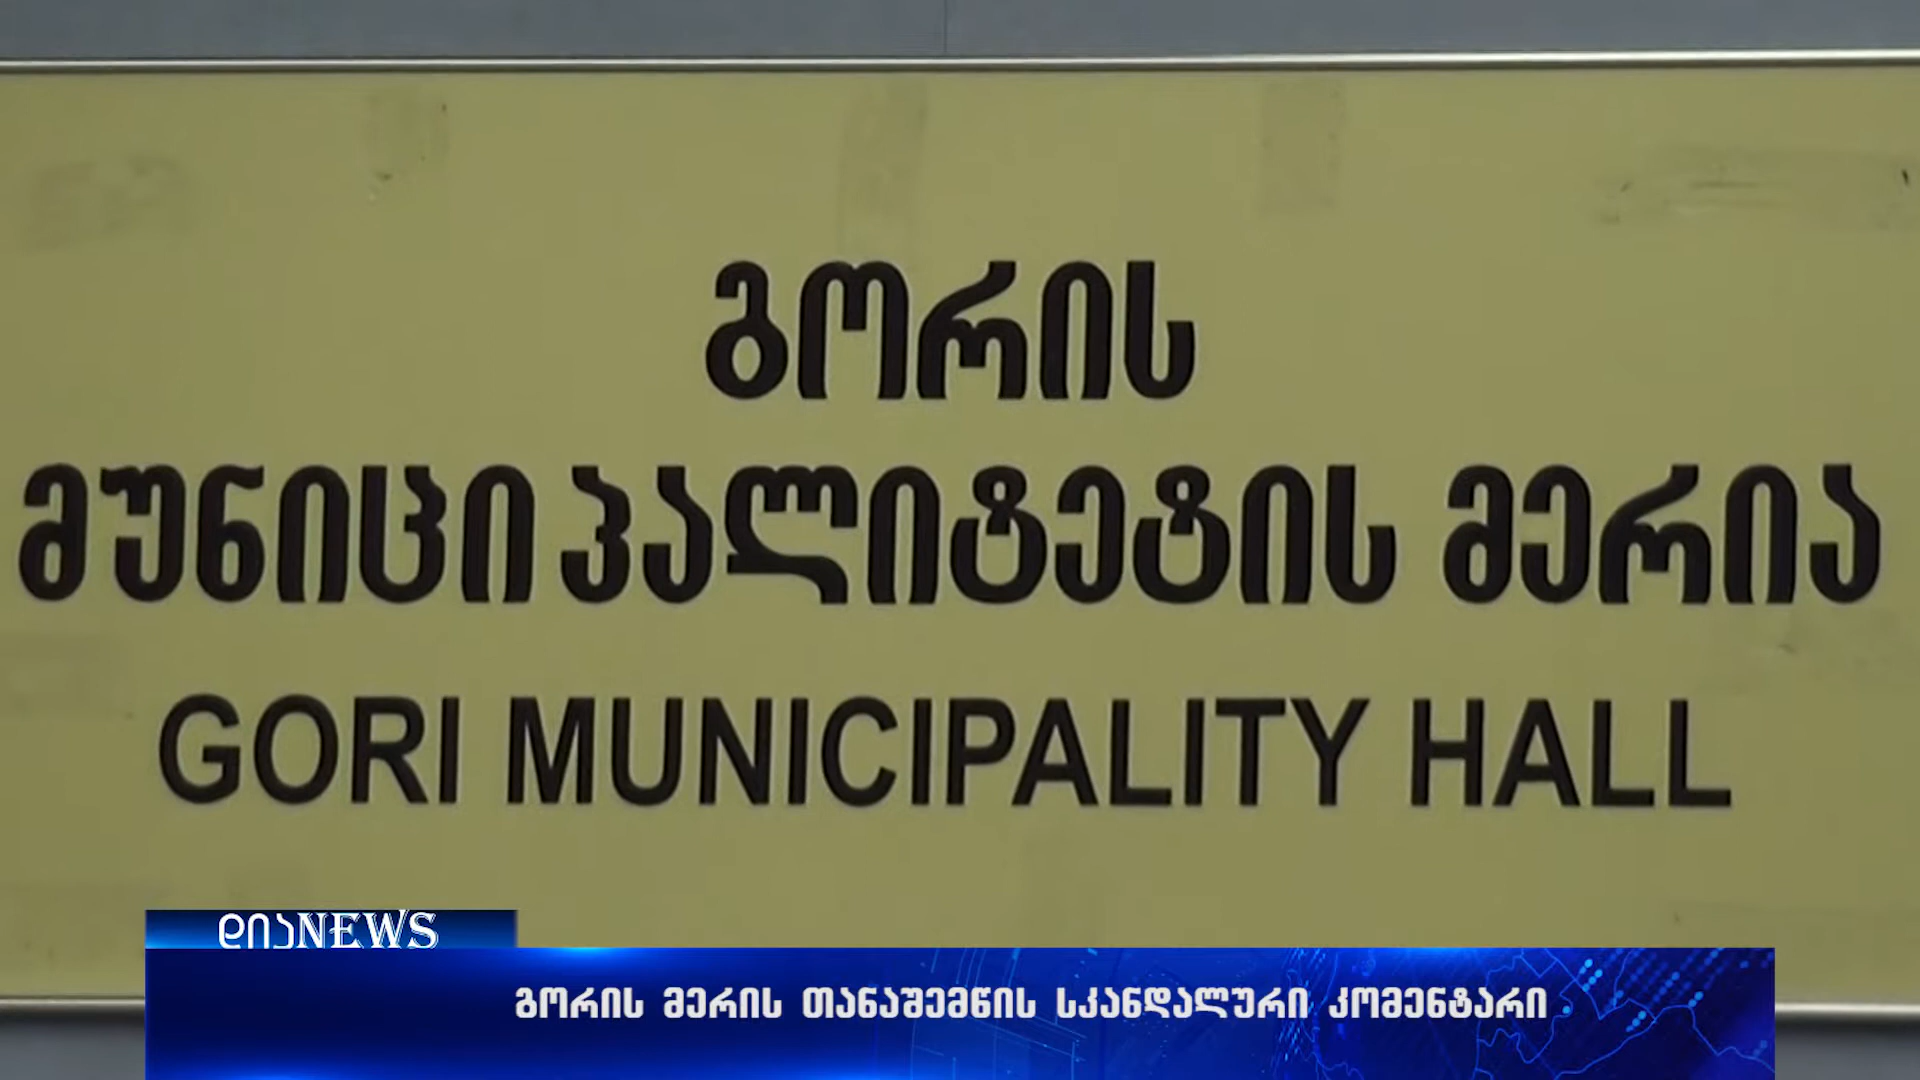 გორის
მუნიციპალიტეტის მერია
GORI MUNICIPALITY HALL
დიაNEWS
გორის მერის თანაშემწის სკანდალური კომენტარი